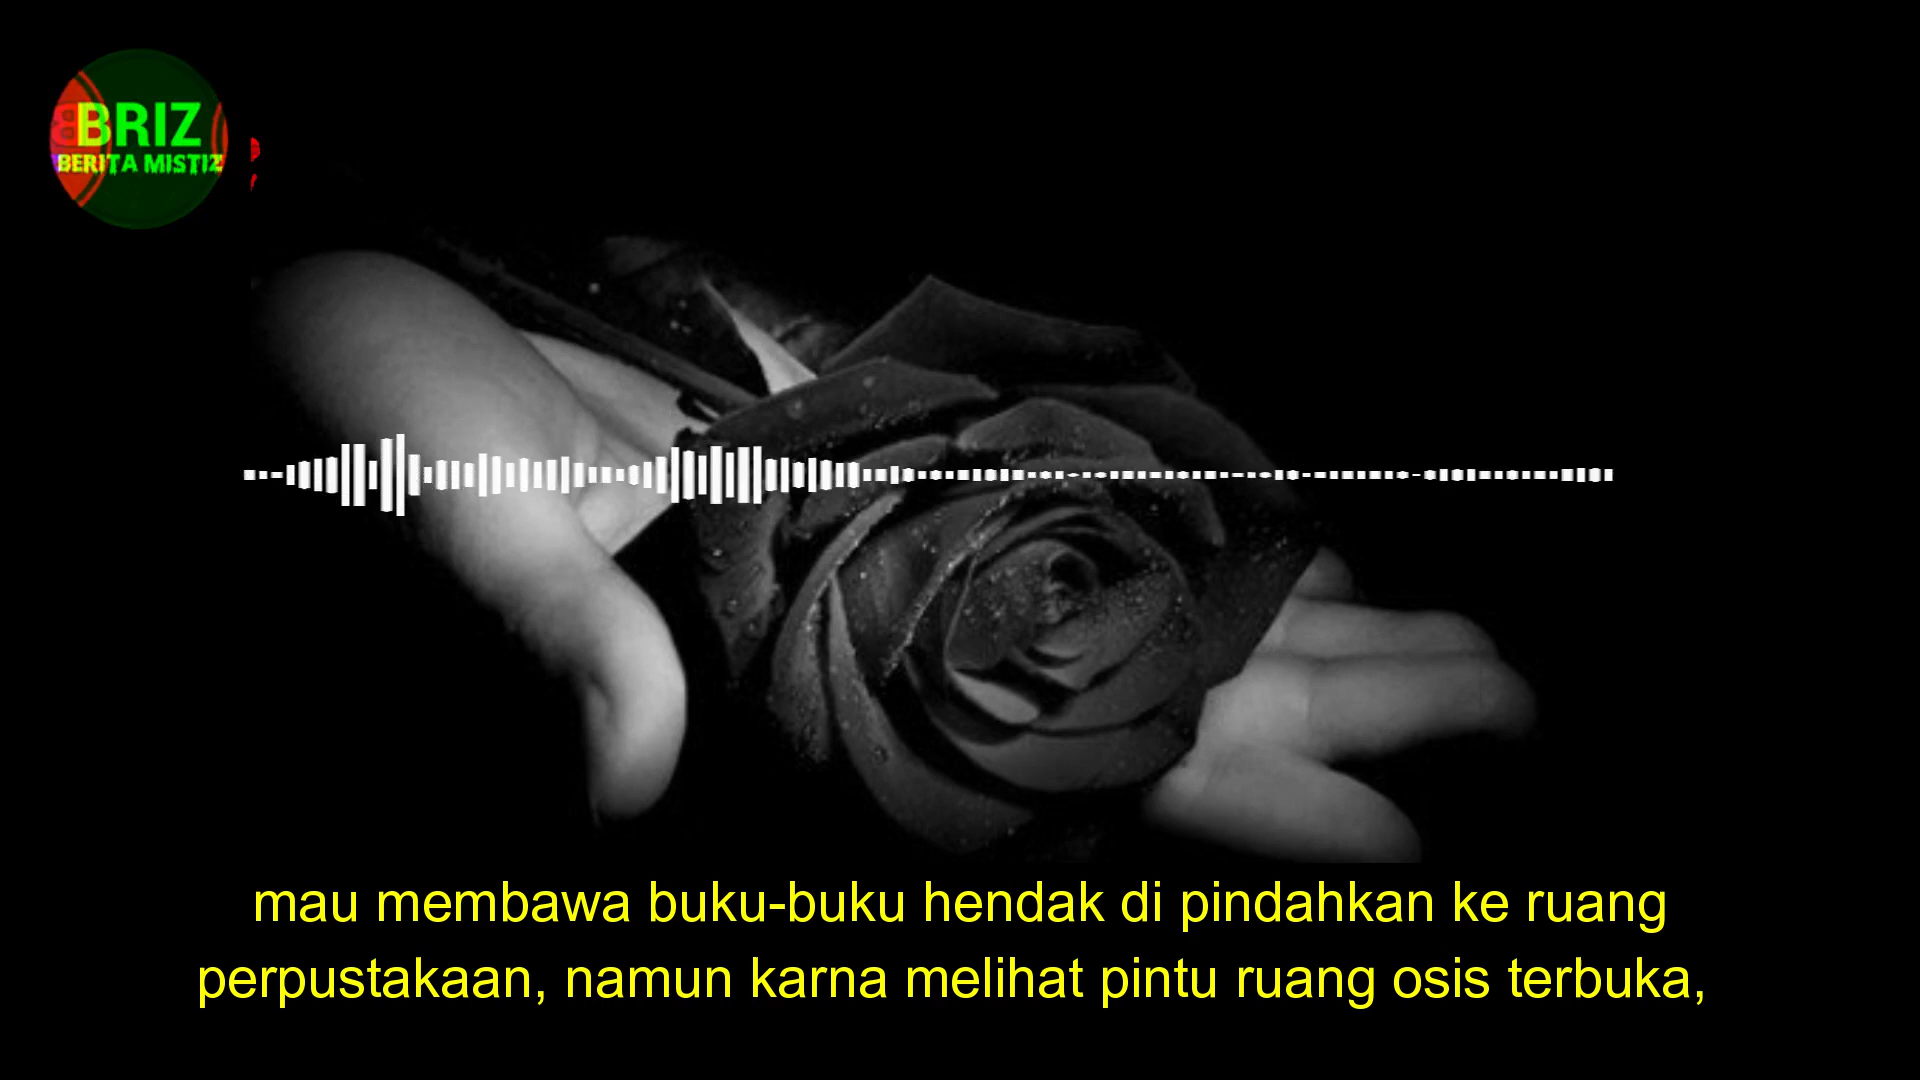 BRIZ
BERITA MISTIZ
mau membawa buku-buku hendak di pindahkan ke ruang
perpustakaan, namun karna melihat pintu ruang osis terbuka,